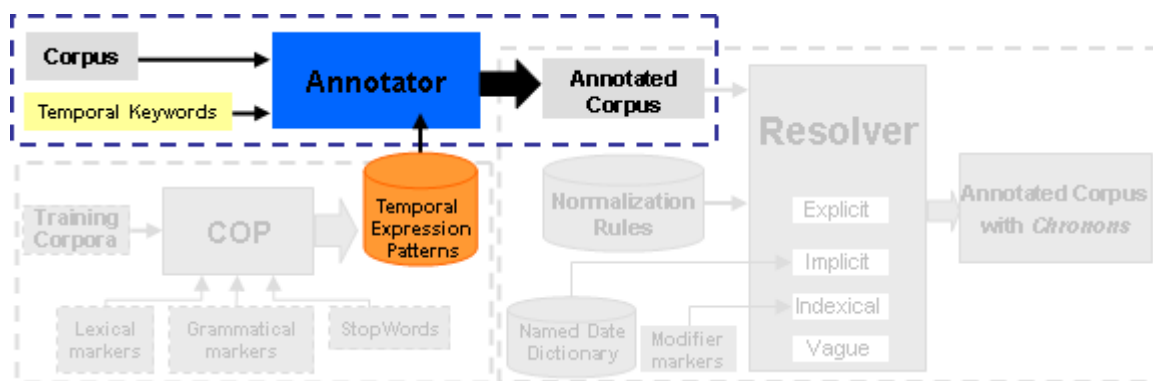 Corpus
Temporal Keywords
Annotator
Annotated
Corpus
Temporal
Expression
Patterns
Training
Corpora
COP
Lexical
markers
Grammatical
markers
StopWords
Normalization
Rules
Named Date
Dictionary
Modifier
markers
Resolver
Explicit
Implicit
Indexical
Vague
Annotated Corpus
with Chronons